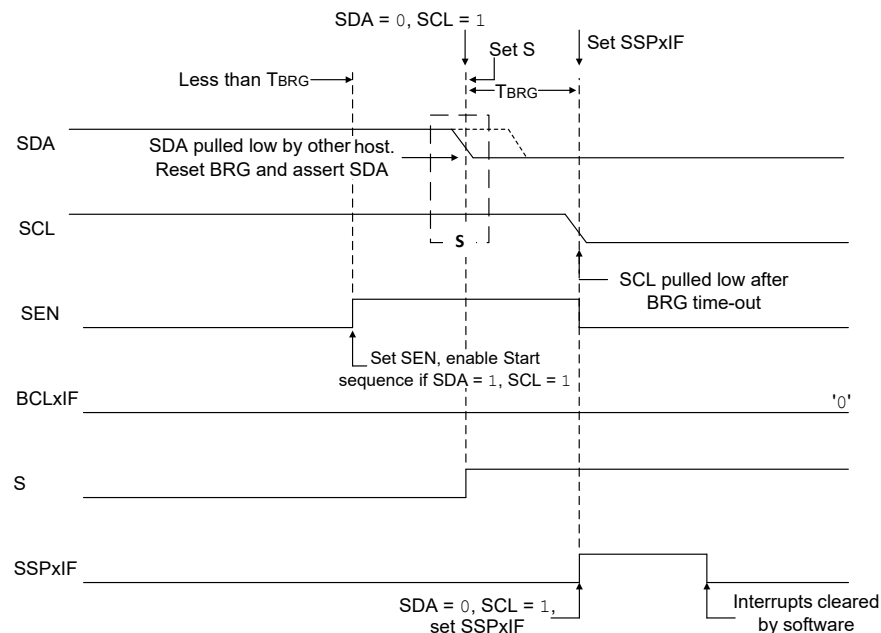 SDA = 0, SCL = 1
Set S
Set SSPxIF
Less than TBRG
TBRG
SDA
SDA pulled low by other host.
Reset BRG and assert SDA
SCL
S
SCL pulled low after
BRG time-out
SEN
Set SEN, enable Start
sequence if SDA = 1, SCL = 1
BCLxIF
'0'
S
SSPxIF
SDA = 0, SCL = 1,
set SSPxIF
Interrupts cleared
by software